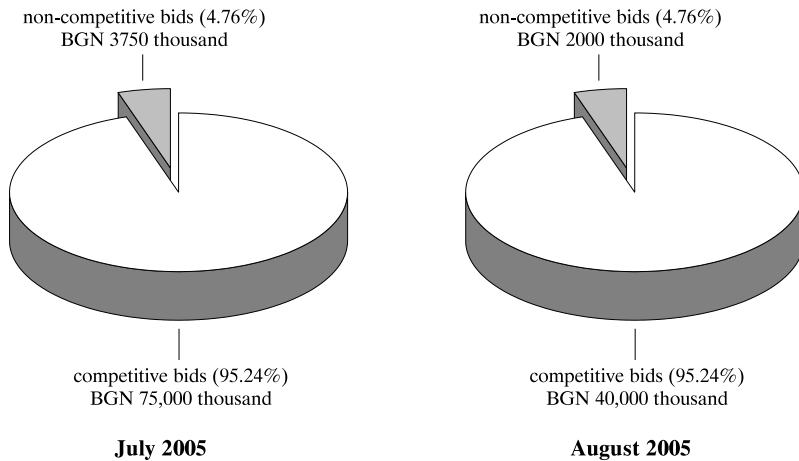 non-competitive bids (4.76%)
BGN 3750 thousand
competitive bids (95.24%)
BGN 75,000 thousand
July 2005
non-competitive bids (4.76%)
BGN 2000 thousand
competitive bids (95.24%)
BGN 40,000 thousand
August 2005